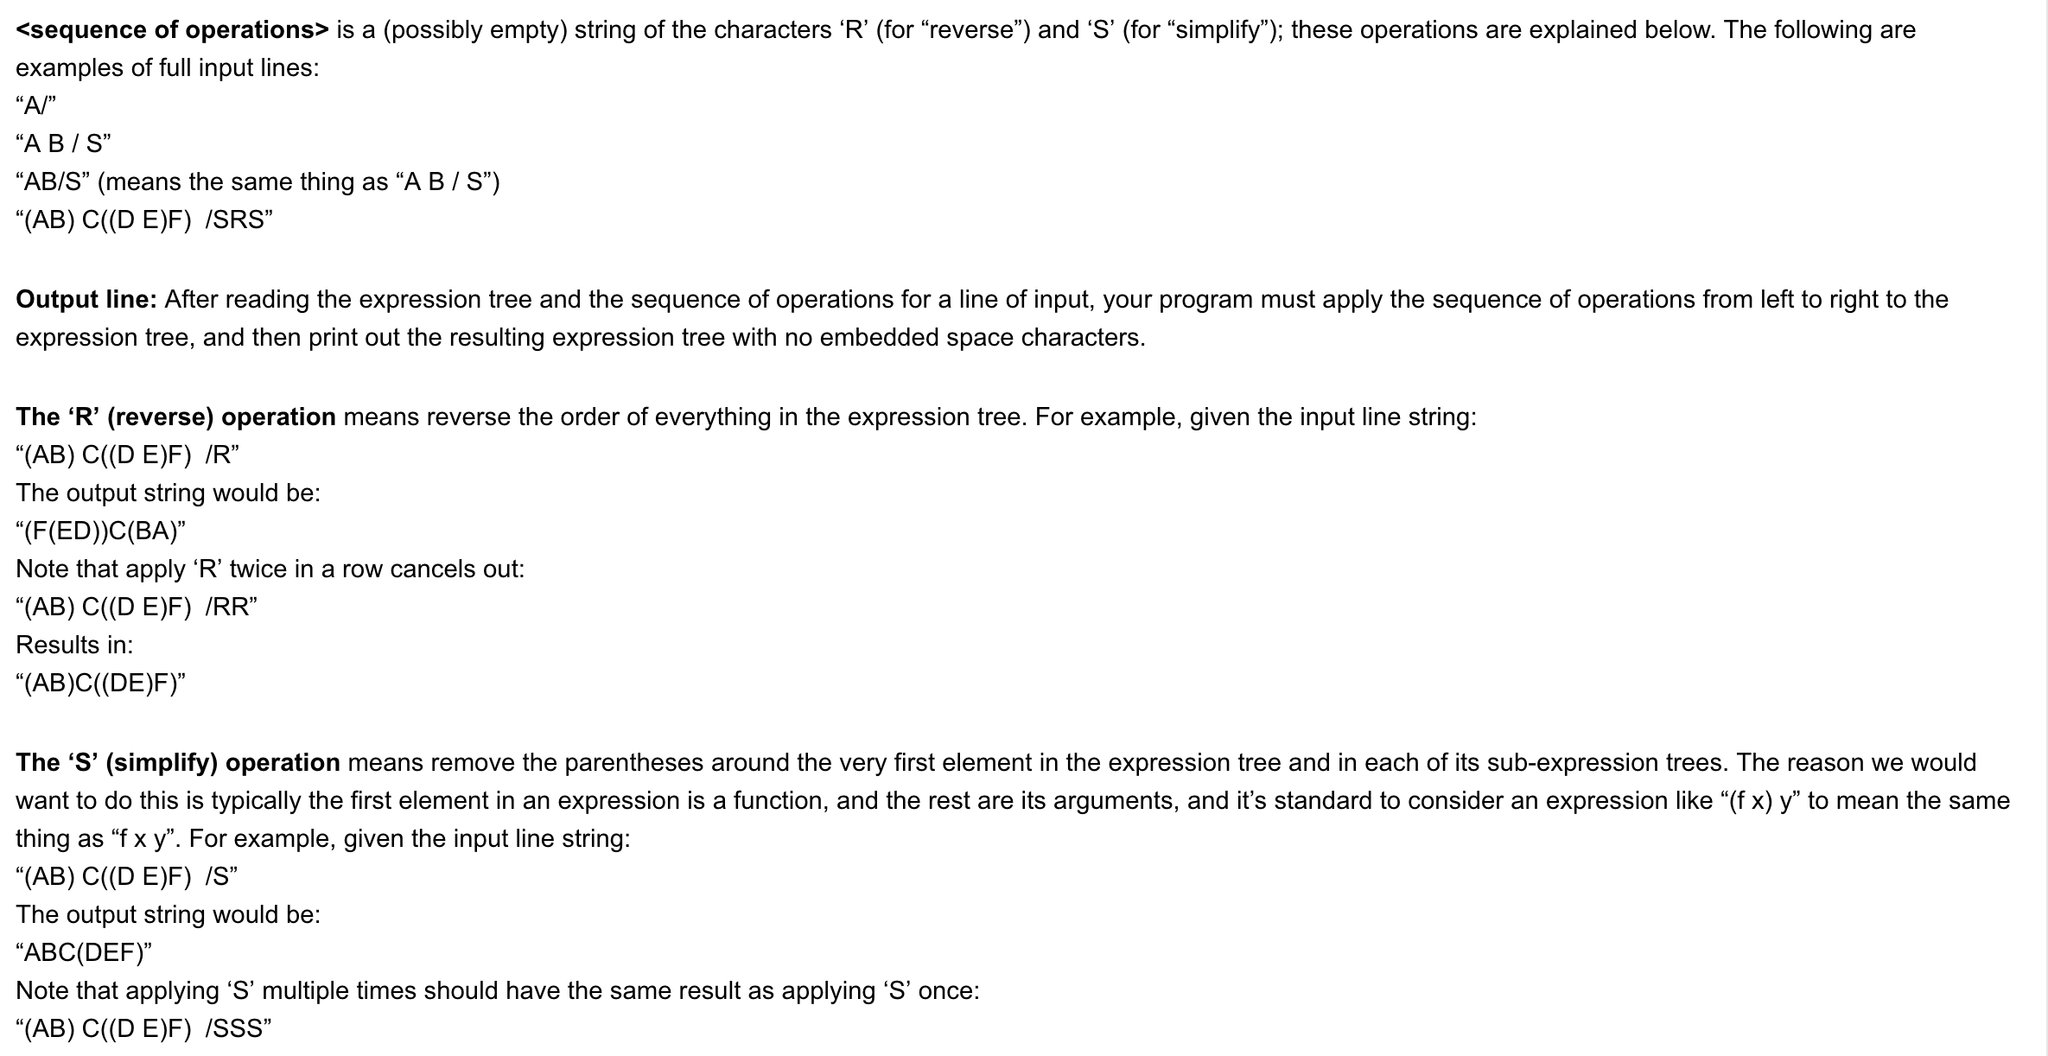 <sequence of operations> is a (possibly empty) string of the characters ‘R’ (for “reverse”) and ‘S’ (for “simplify”); these operations are explained below. The following are
examples of full input lines:
“A/”
“A B / S”
“AB/S” (means the same thing as “A B / S”)
“(AB) C((D E)F)  /SRS”
Output line: After reading the expression tree and the sequence of operations for a line of input, your program must apply the sequence of operations from left to right to the
expression tree, and then print out the resulting expression tree with no embedded space characters.
The ‘R’ (reverse) operation means reverse the order of everything in the expression tree. For example, given the input line string:
“(AB) C((D E)F)  /R”
The output string would be:
“(F(ED))C(BA)”
Note that apply ‘R’ twice in a row cancels out:
“(AB) C((D E)F)  /RR”
Results in:
“(AB)C((DE)F)”
The ‘S’ (simplify) operation means remove the parentheses around the very first element in the expression tree and in each of its sub-expression trees. The reason we would
want to do this is typically the first element in an expression is a function, and the rest are its arguments, and it’s standard to consider an expression like “(f x) y” to mean the same
thing as “f x y”. For example, given the input line string:
“(AB) C((D E)F)  /S”
The output string would be:
“ABC(DEF)”
Note that applying ‘S’ multiple times should have the same result as applying ‘S’ once:
“(AB) C((D E)F)  /SSS”